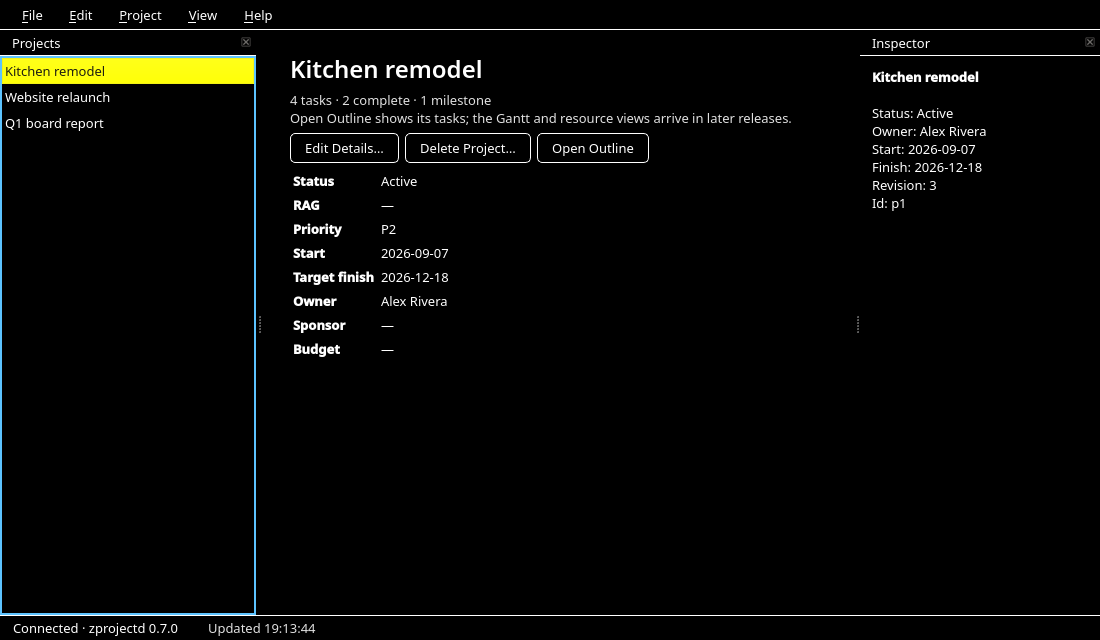 File Edit Project View Help
Projects
Kitchen remodel
Website relaunch
Q1 board report
Kitchen remodel
4 tasks · 2 complete · 1 milestone
Open Outline shows its tasks; the Gantt and resource views arrive in later releases.
Edit Details... Delete Project... Open Outline
Status Active
RAG —
Priority P2
Start 2026-09-07
Target finish 2026-12-18
Owner Alex Rivera
Sponsor —
Budget —
Inspector
Kitchen remodel
Status: Active
Owner: Alex Rivera
Start: 2026-09-07
Finish: 2026-12-18
Revision: 3
Id: p1
Connected · zprojectd 0.7.0 Updated 19:13:44